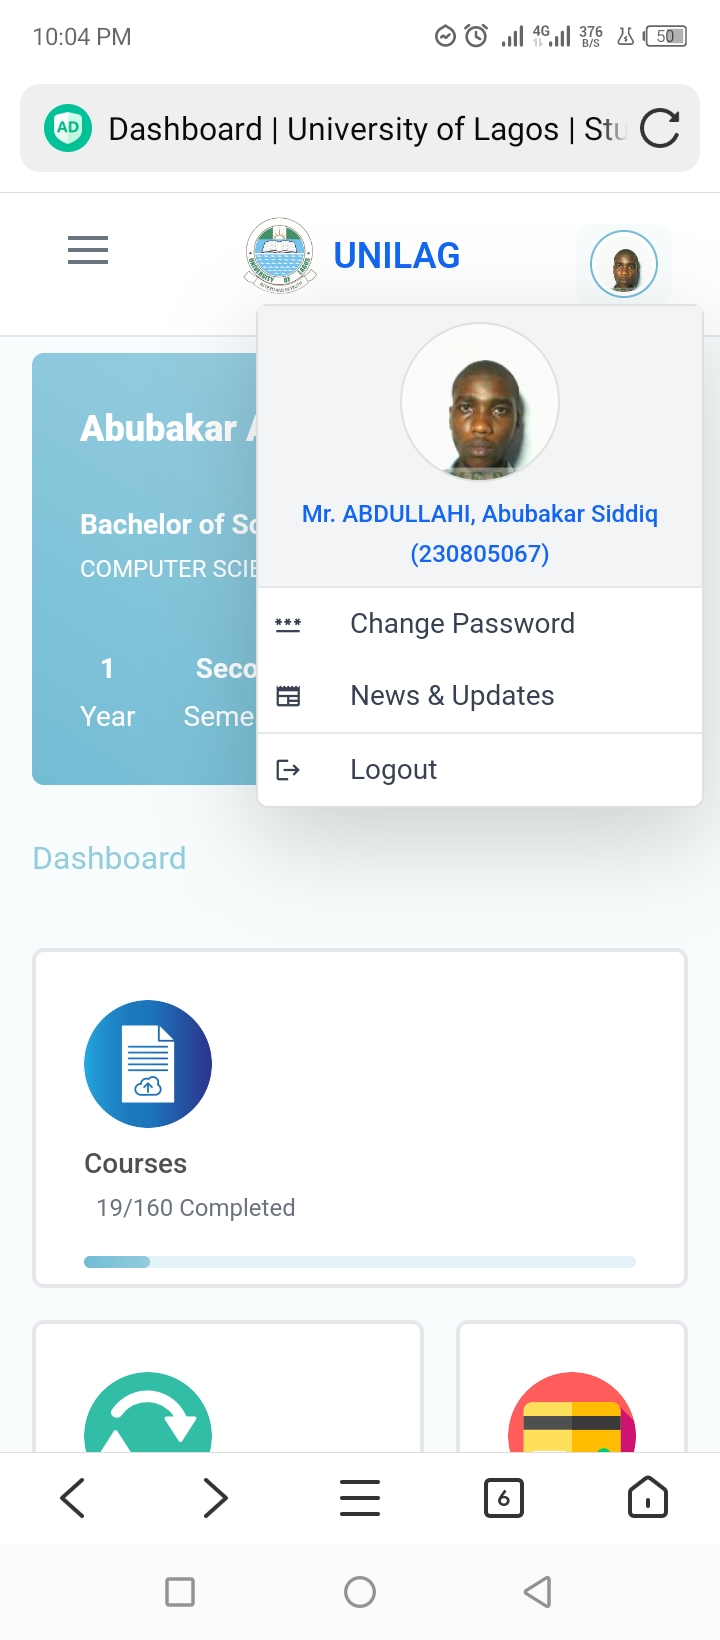 10:04 PM
4G
376
B/S
50
AD
Dashboard | University of Lagos | Stu
UNILAG
Mr. ABDULLAHI, Abubakar Siddiq
(230805067)
Change Password
News & Updates
Logout
Abubakar A
Bachelor of Sc
COMPUTER SCIE
1
Seco
Year
Seme
Dashboard
Courses
19/160 Completed
6